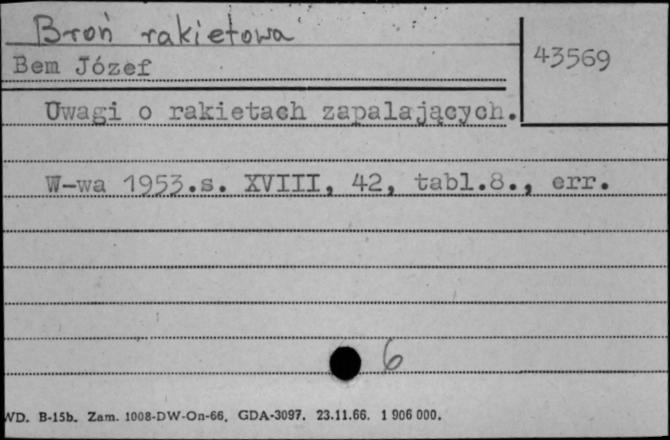 Broń rakietowa
43569
Bem Józef
Uwagi o rakietach zapalających.
W-wa 1953.s. XVIII, 42, tabl.8., err.
6
WD. B-15b. Zam. 1008-DW-On-66. GDA-3097. 23.11.66. 1 906 000.